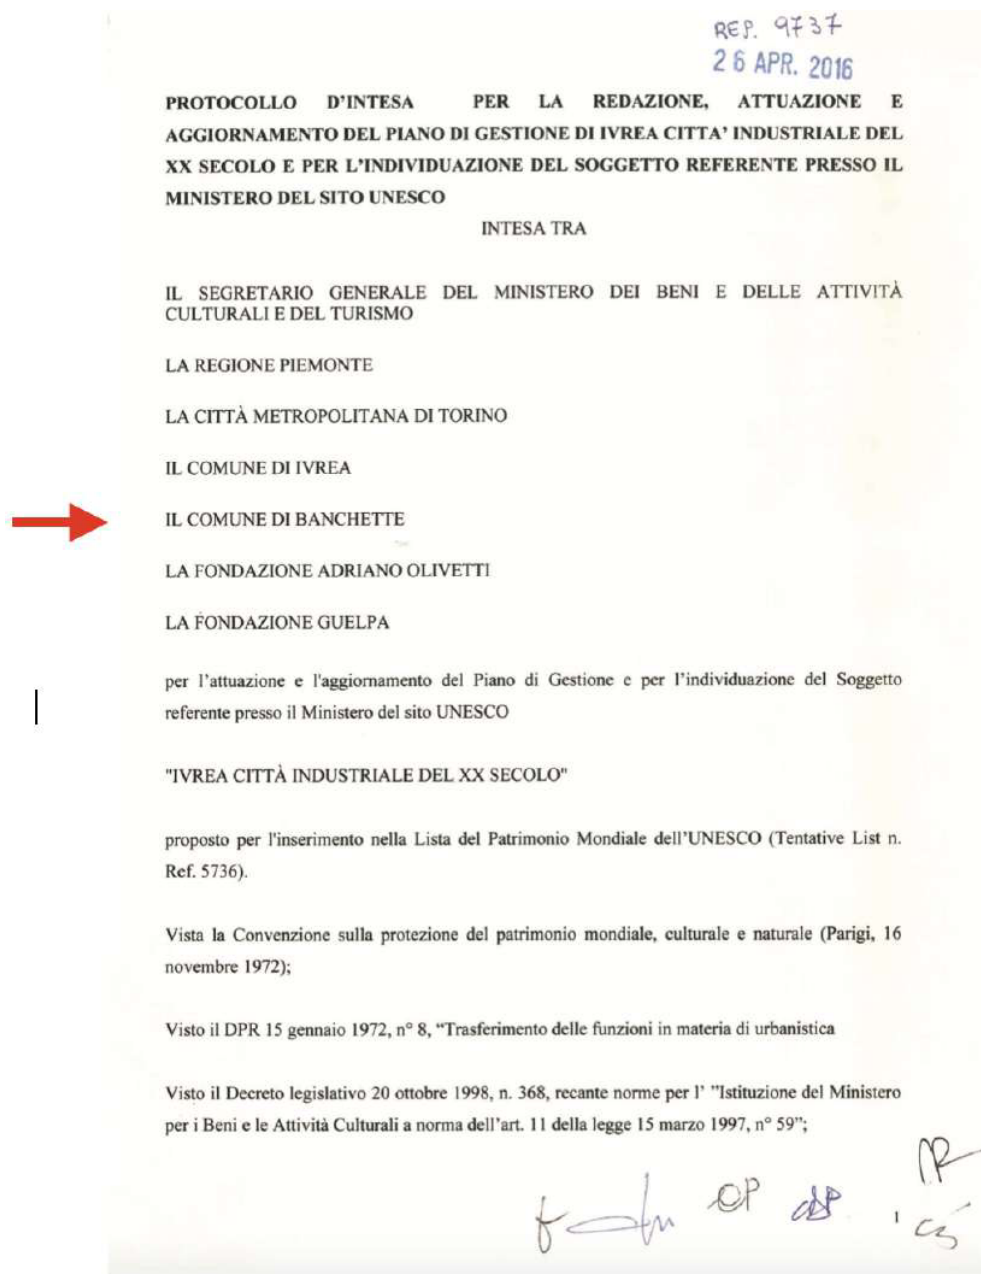 REP. 9737
26 APR. 2016
PROTOCOLLO D'INTESA PER LA REDAZIONE, ATTUAZIONE E
AGGIORNAMENTO DEL PIANO DI GESTIONE DI IVREA CITTA' INDUSTRIALE DEL
XX SECOLO E PER L'INDIVIDUAZIONE DEL SOGGETTO REFERENTE PRESSO IL
MINISTERO DEL SITO UNESCO
INTESA TRA
IL SEGRETARIO GENERALE DEL MINISTERO DEI BENI E DELLE ATTIVITÀ
CULTURALI E DEL TURISMO
LA REGIONE PIEMONTE
LA CITTÀ METROPOLITANA DI TORINO
IL COMUNE DI IVREA
IL COMUNE DI BANCHETTE
LA FONDAZIONE ADRIANO OLIVETTI
LA FONDAZIONE GUELPA
per l'attuazione e l'aggiornamento del Piano di Gestione e per l'individuazione del Soggetto
referente presso il Ministero del sito UNESCO
"IVREA CITTÀ INDUSTRIALE DEL XX SECOLO"
proposto per l'inserimento nella Lista del Patrimonio Mondiale dell'UNESCO (Tentative List n.
Ref. 5736).
Vista la Convenzione sulla protezione del patrimonio mondiale, culturale e naturale (Parigi, 16
novembre 1972);
Visto il DPR 15 gennaio 1972, n° 8, “Trasferimento delle funzioni in materia di urbanistica
Visto il Decreto legislativo 20 ottobre 1998, n. 368, recante norme per l' "Istituzione del Ministero
per i Beni e le Attività Culturali a norma dell'art. 11 della legge 15 marzo 1997, n° 59";
1